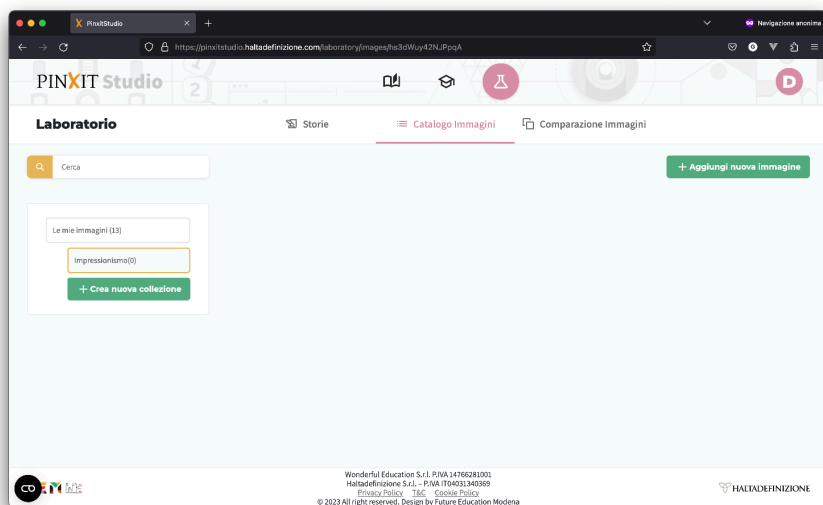 PinxitStudio
Navigazione anonima
https://pinxitstudio.haltadefinizione.com/laboratory/images/hs3dWuy42NJPpqA
PINXIT Studio
D
Laboratorio
Storie
Catalogo Immagini
Comparazione Immagini
Cerca
+ Aggiungi nuova immagine
Le mie immagini (13)
Impressionismo(0)
+ Crea nuova collezione
Wonderful Education S.r.l. P.IVA 14766281001
Haltadefinizione S.r.l. – P.IVA IT04031340369
Privacy Policy T&C Cookie Policy
© 2023 All right reserved. Design by Future Education Modena
HALTADEFINIZIONE